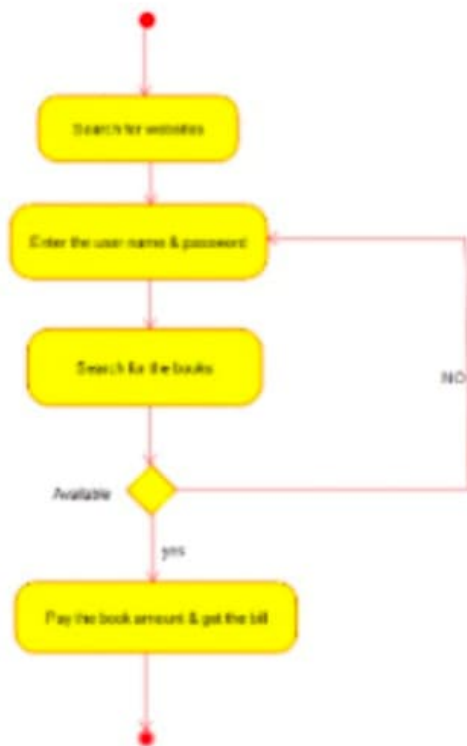 Search for websites
Enter the user name & password
Search for the books
NO
Available
yes
Pay the book amount & get the bill